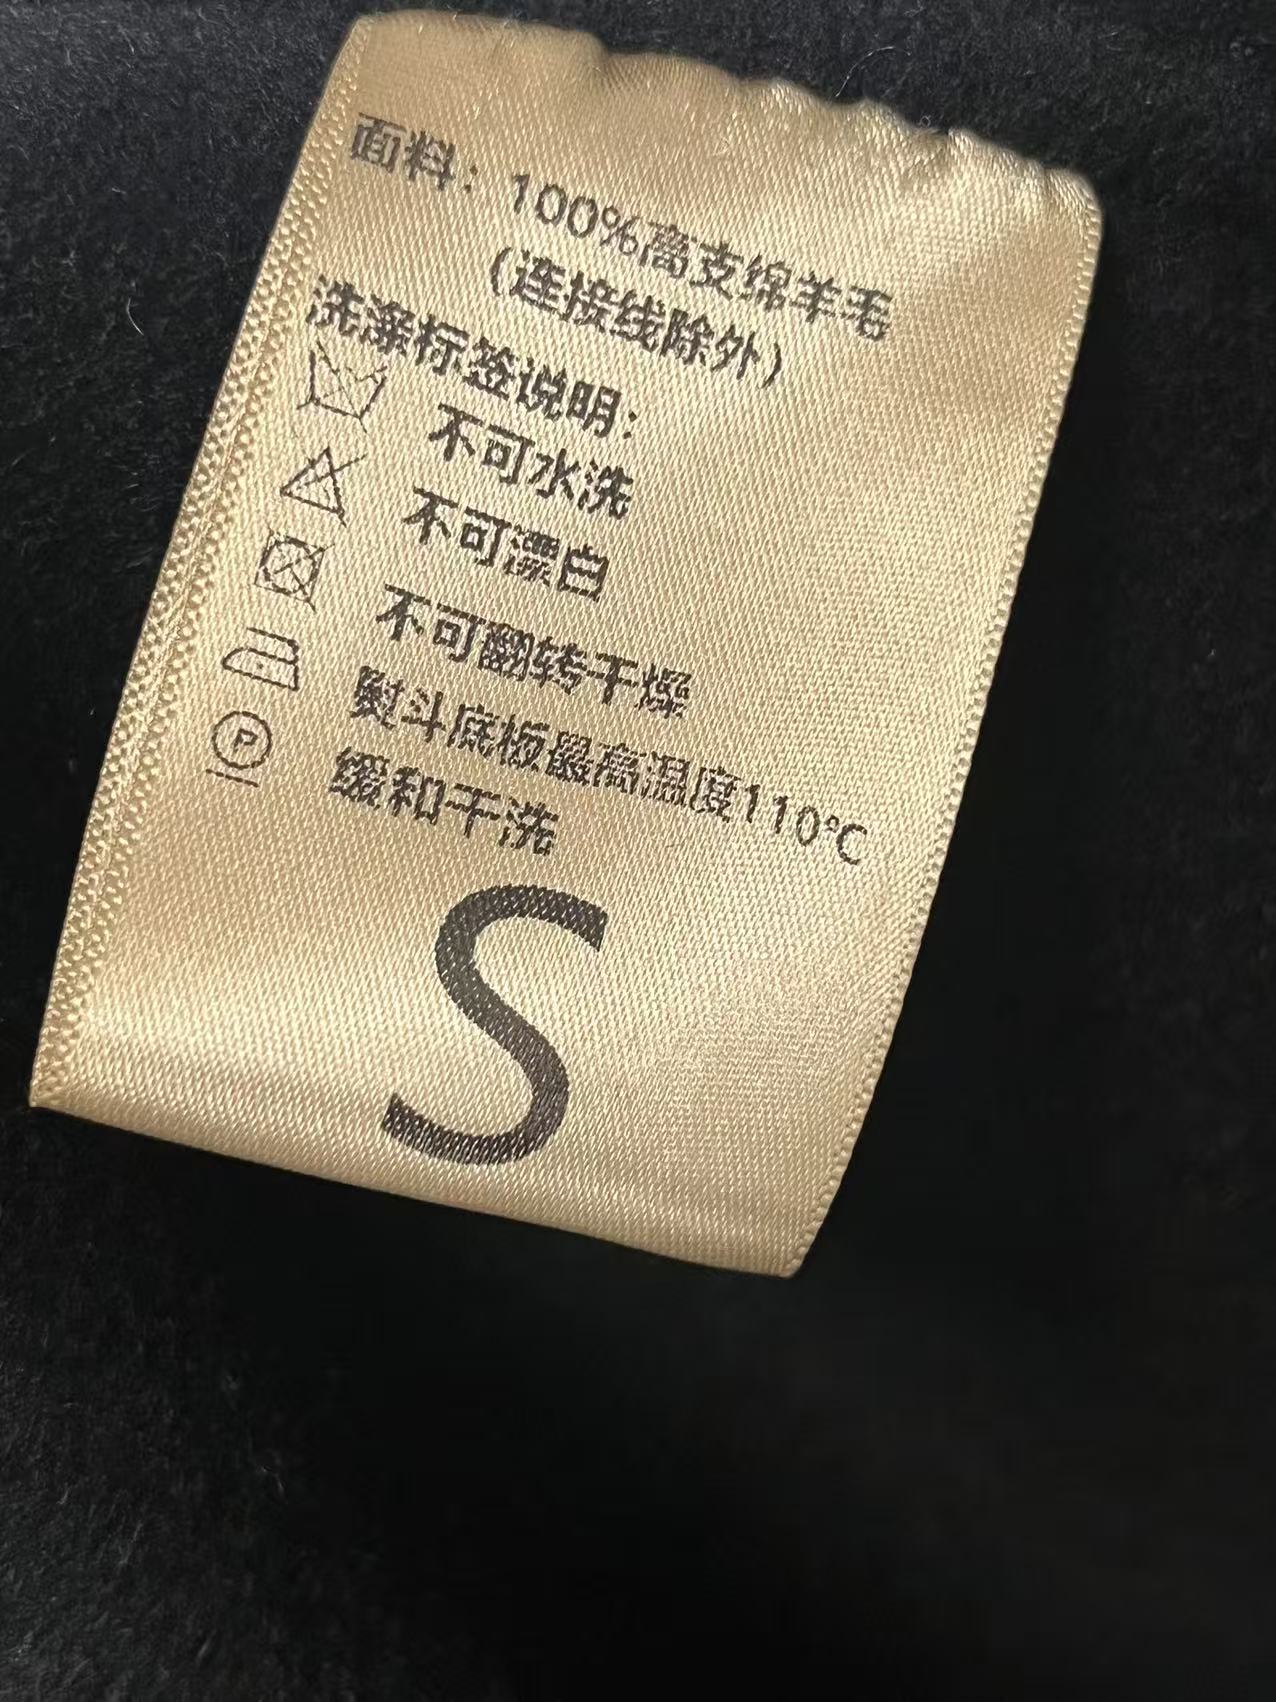 面料：100%高支绵羊毛
（连接线除外）
洗涤标签说明：
不可水洗
不可漂白
不可翻转干燥
熨斗底板最高温度110℃
P 缓和干洗
S